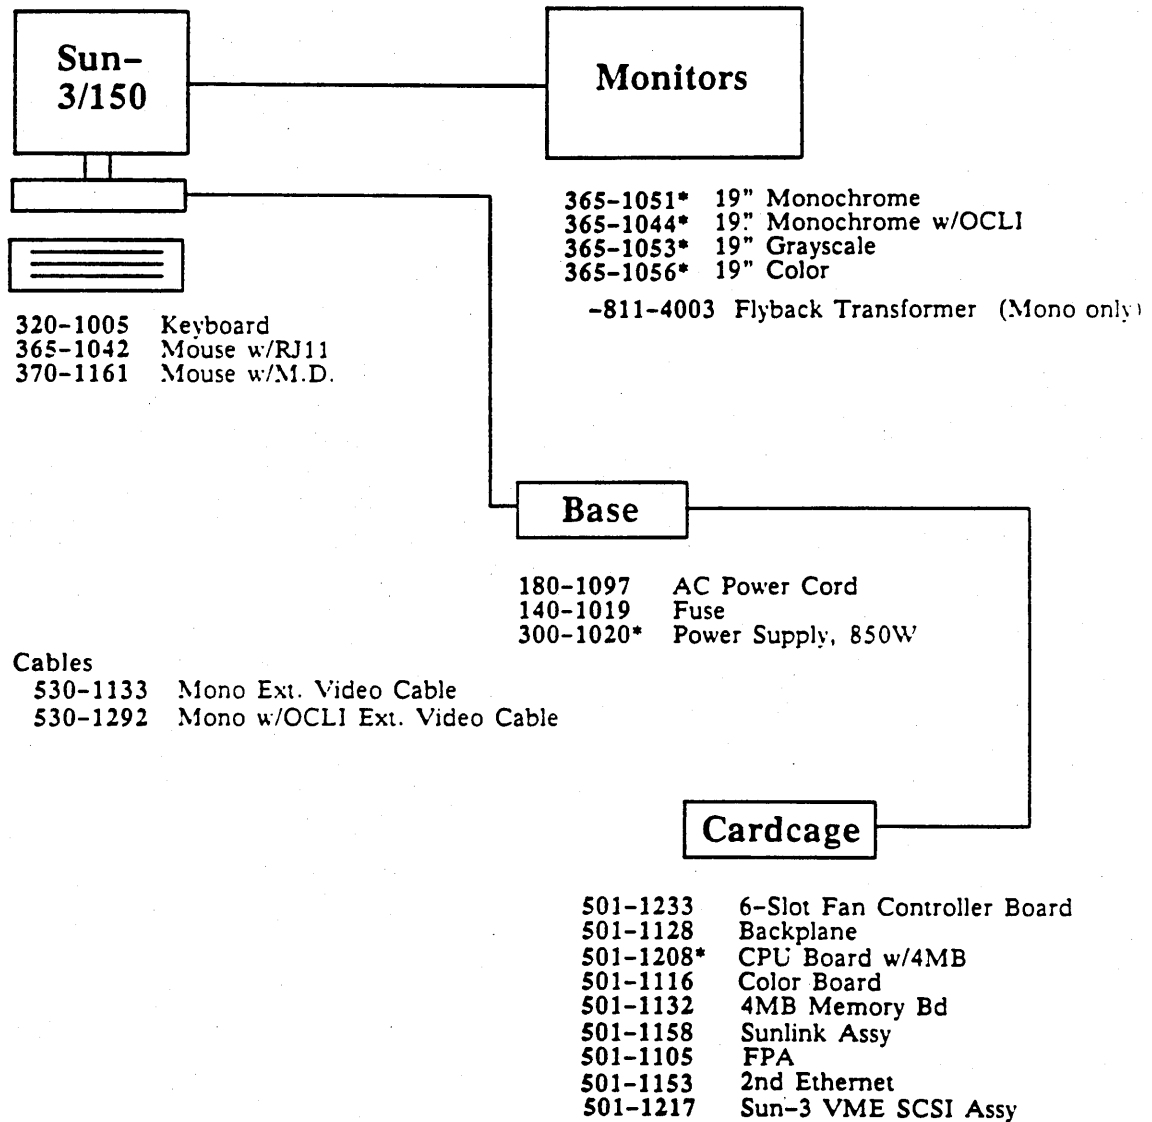 Sun-
3/150
Monitors
365-1051* 19" Monochrome
365-1044* 19" Monochrome w/OCLI
365-1053* 19" Grayscale
365-1056* 19" Color
-811-4003 Flyback Transformer (Mono only)
320-1005 Keyboard
365-1042 Mouse w/RJ11
370-1161 Mouse w/M.D.
Base
180-1097 AC Power Cord
140-1019 Fuse
300-1020* Power Supply, 850W
Cables
530-1133 Mono Ext. Video Cable
530-1292 Mono w/OCLI Ext. Video Cable
Cardcage
501-1233 6-Slot Fan Controller Board
501-1128 Backplane
501-1208* CPU Board w/4MB
501-1116 Color Board
501-1132 4MB Memory Bd
501-1158 Sunlink Assy
501-1105 FPA
501-1153 2nd Ethernet
501-1217 Sun-3 VME SCSI Assy